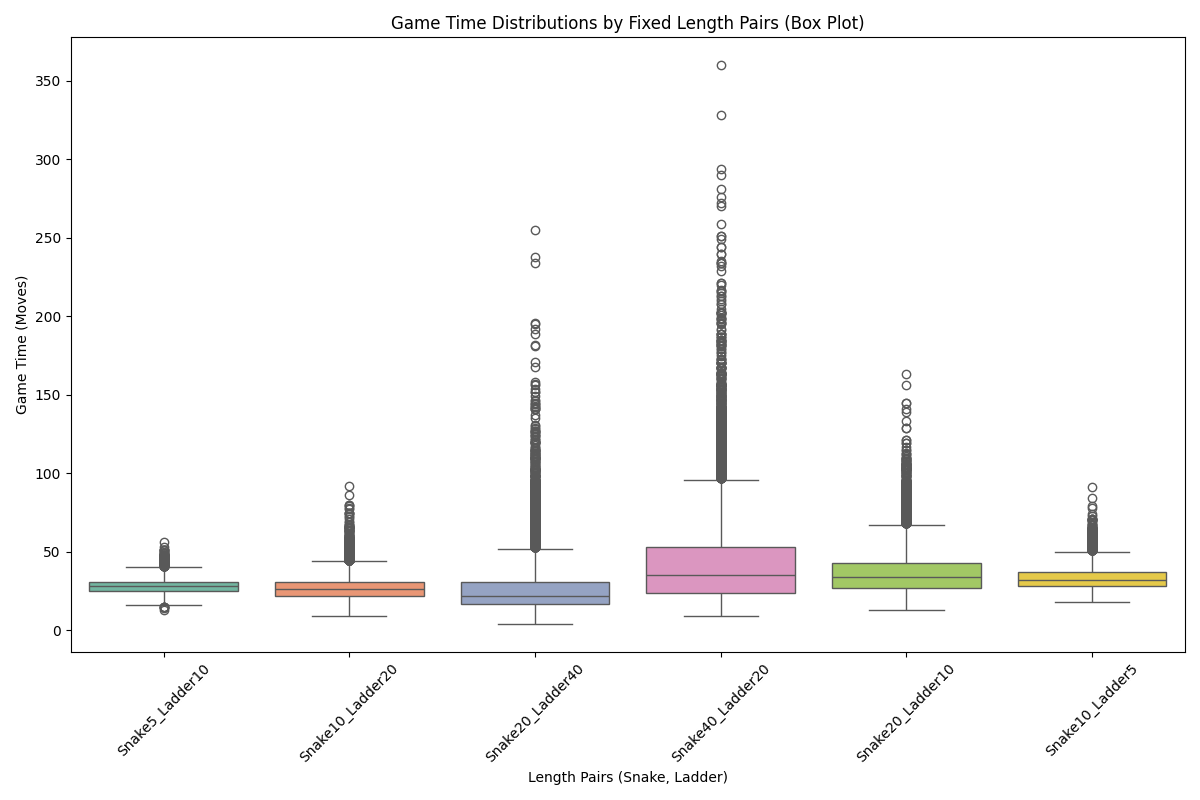 Game Time Distributions by Fixed Length Pairs (Box Plot)
Game Time (Moves)
350
300
250
200
150
100
50
0
Snake5_Ladder10
Snake10_Ladder20
Snake20_Ladder40
Snake40_Ladder20
Snake20_Ladder10
Snake10_Ladder5
Length Pairs (Snake, Ladder)